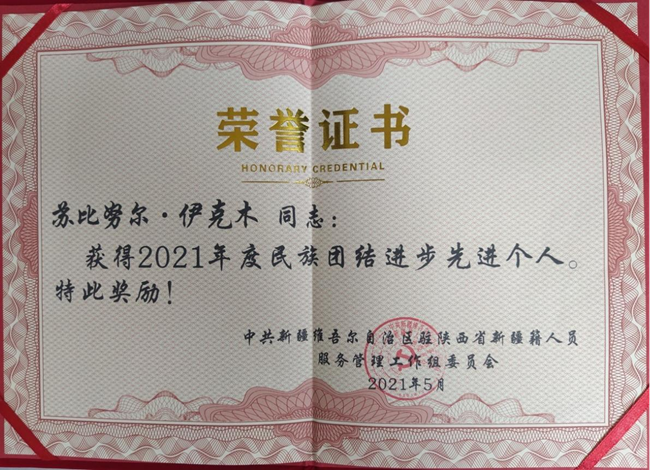 荣誉证书
HONORARY CREDENTIAL
苏比努尔·伊克木 同志：
获得2021年度民族团结进步先进个人。
特此奖励！
中共新疆维吾尔自治区驻陕西省新疆籍人员
服务管理工作组委员会
2021年5月